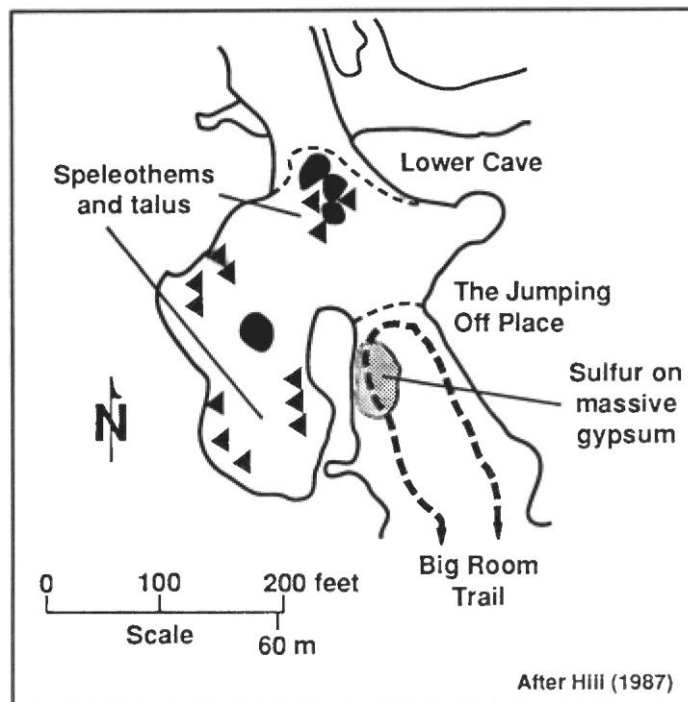 Lower Cave
Speleothems
and talus
The Jumping
Off Place
Sulfur on
massive
gypsum
N
Big Room
Trail
0 100 200 feet
Scale
60 m
After Hill (1987)